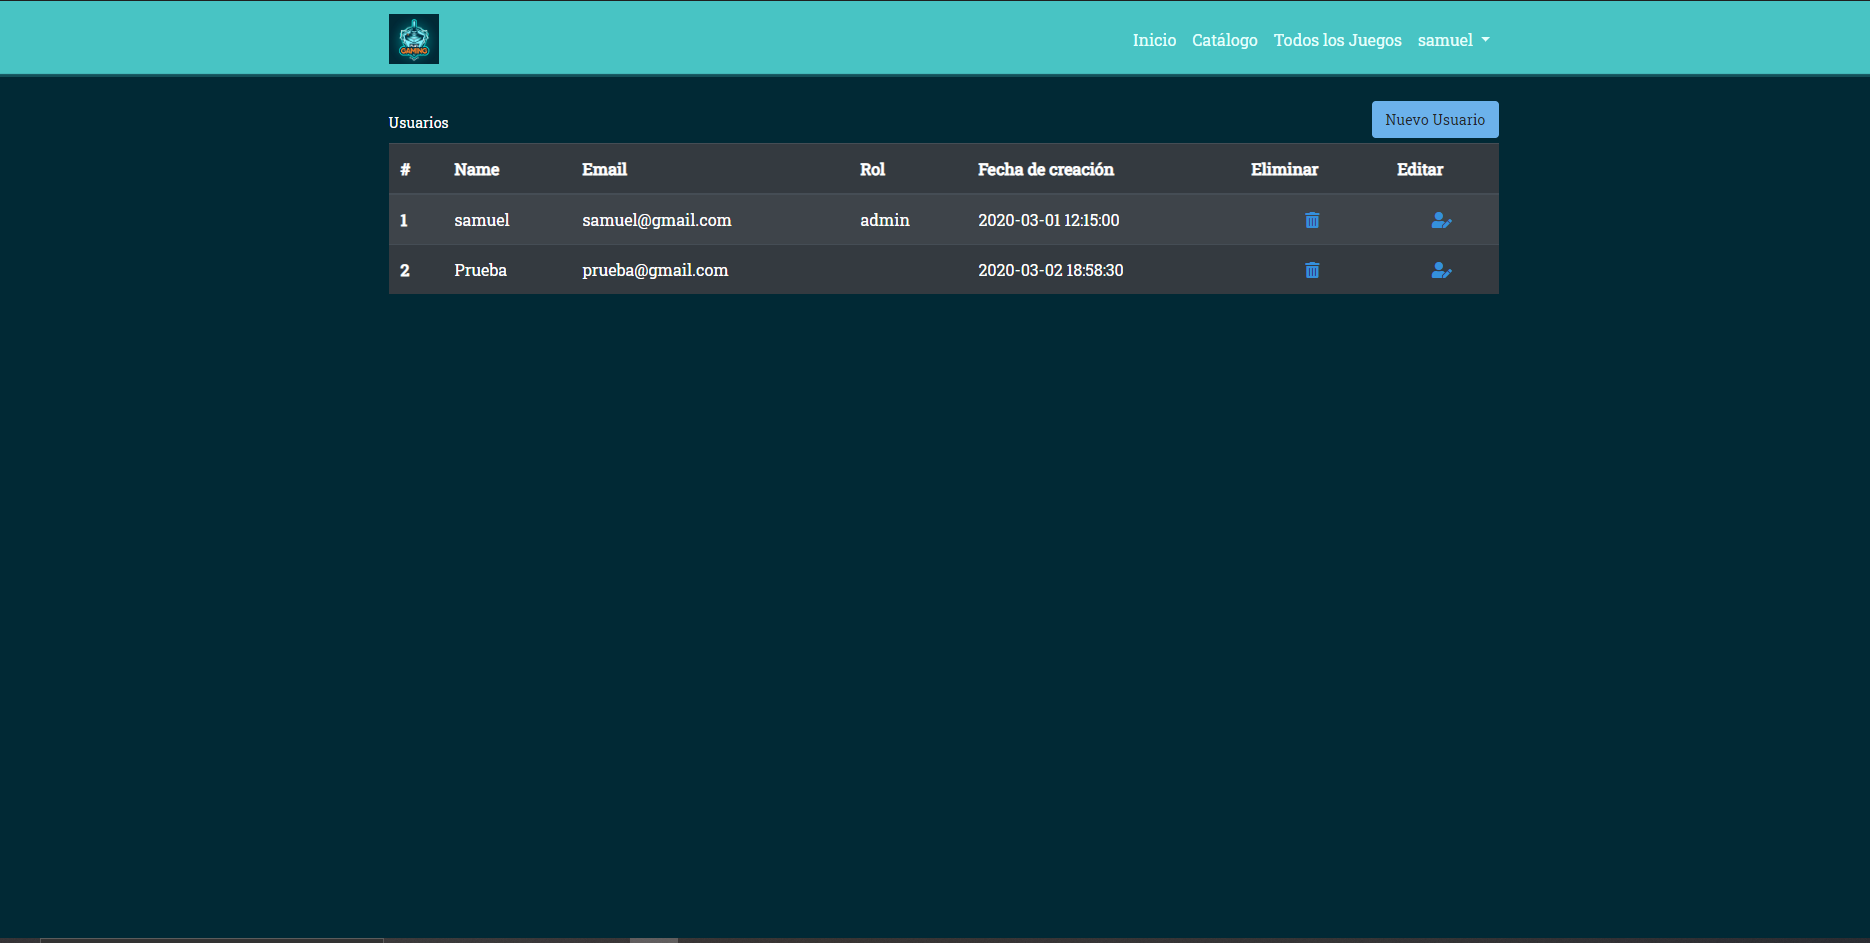 GAMING
Inicio Catálogo Todos los Juegos samuel
Usuarios
Nuevo Usuario
# Name Email Rol Fecha de creación Eliminar Editar
1 samuel samuel@gmail.com admin 2020-03-01 12:15:00
2 Prueba prueba@gmail.com 2020-03-02 18:58:30